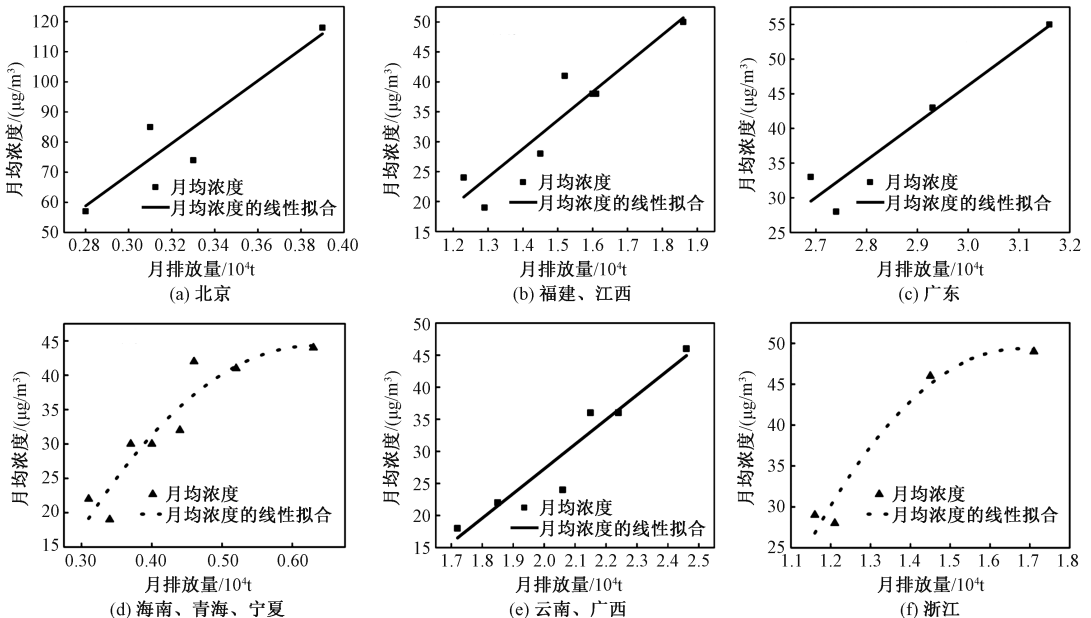 120
110
100
90
80
70
60
50
月均浓度/(μg/m³)
月均浓度
月均浓度的线性拟合
0.28 0.30 0.32 0.34 0.36 0.38 0.40
月排放量/10⁴t
(a) 北京
50
45
40
35
30
25
20
15
月均浓度/(μg/m³)
月均浓度
月均浓度的线性拟合
1.2 1.3 1.4 1.5 1.6 1.7 1.8 1.9
月排放量/10⁴t
(b) 福建、江西
55
50
45
40
35
30
25
月均浓度/(μg/m³)
月均浓度
月均浓度的线性拟合
2.7 2.8 2.9 3.0 3.1 3.2
月排放量/10⁴t
(c) 广东
45
40
35
30
25
20
15
月均浓度/(μg/m³)
月均浓度
月均浓度的线性拟合
0.30 0.40 0.50 0.60
月排放量/10⁴t
(d) 海南、青海、宁夏
50
45
40
35
30
25
20
15
月均浓度/(μg/m³)
月均浓度
月均浓度的线性拟合
1.7 1.8 1.9 2.0 2.1 2.2 2.3 2.4 2.5
月排放量/10⁴t
(e) 云南、广西
50
45
40
35
30
25
月均浓度/(μg/m³)
月均浓度
月均浓度的线性拟合
1.1 1.2 1.3 1.4 1.5 1.6 1.7 1.8
月排放量/10⁴t
(f) 浙江